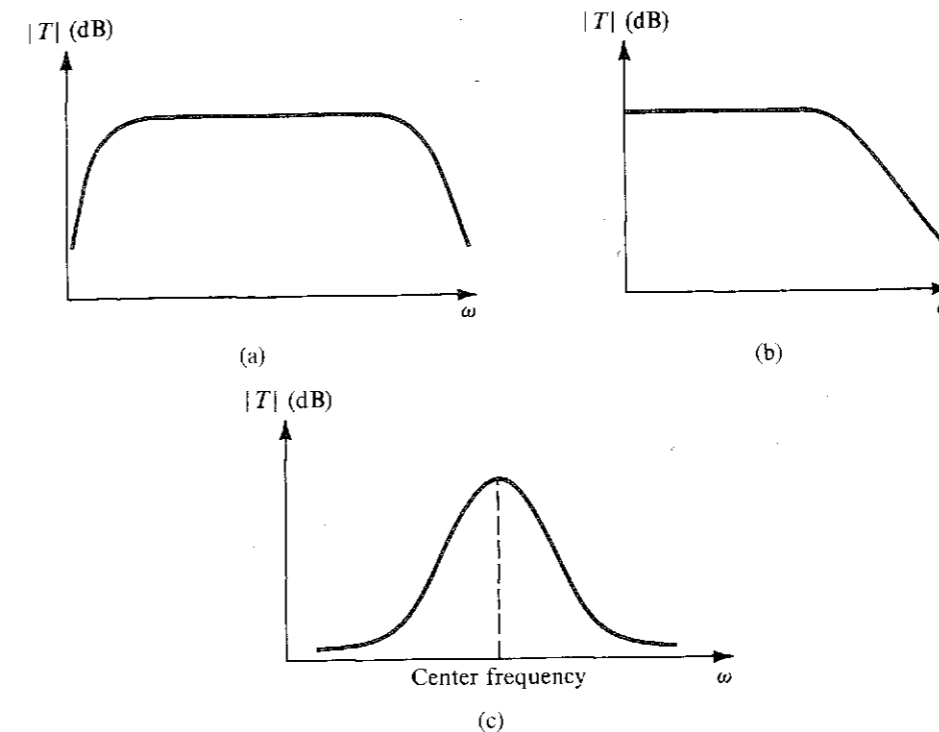 |T| (dB)
|T| (dB)
ω
(a)
(b)
|T| (dB)
Center frequency
ω
(c)